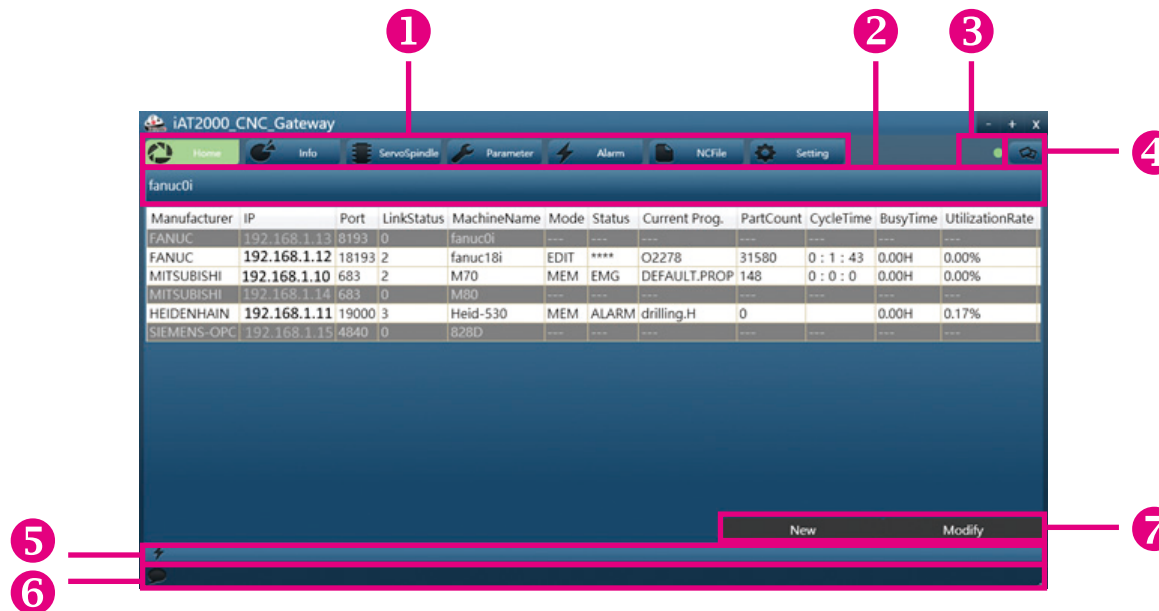 1 2 3
iAT2000_CNC_Gateway - + x
Home Info ServoSpindle Parameter Alarm NCFile Setting
4
fanuc0i
Manufacturer IP Port LinkStatus MachineName Mode Status Current Prog. PartCount CycleTime BusyTime UtilizationRate
FANUC 192.168.1.13 8193 0 fanuc0i --- --- --- --- --- --- ---
FANUC 192.168.1.12 18193 2 fanuc18i EDIT **** O2278 31580 0 : 1 : 43 0.00H 0.00%
MITSUBISHI 192.168.1.10 683 2 M70 MEM EMG DEFAULT.PROP 148 0 : 0 : 0 0.00H 0.00%
MITSUBISHI 192.168.1.14 683 0 M80 --- --- --- --- --- --- ---
HEIDENHAIN 192.168.1.11 19000 3 Heid-530 MEM ALARM drilling.H 0 0.00H 0.17%
SIEMENS-OPC 192.168.1.15 4840 0 828D --- --- --- --- --- --- ---
New Modify
7
5
6